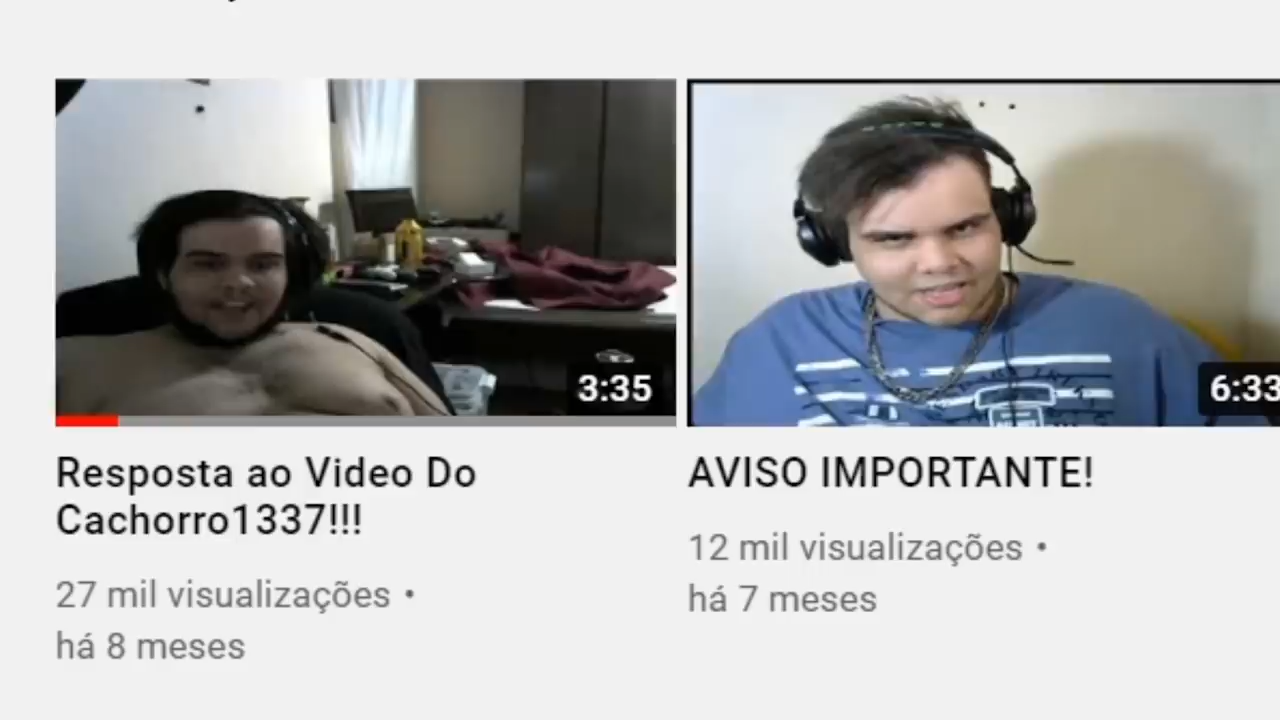 3:35
6:33
Resposta ao Video Do
Cachorro1337!!!
27 mil visualizações •
há 8 meses
AVISO IMPORTANTE!
12 mil visualizações •
há 7 meses